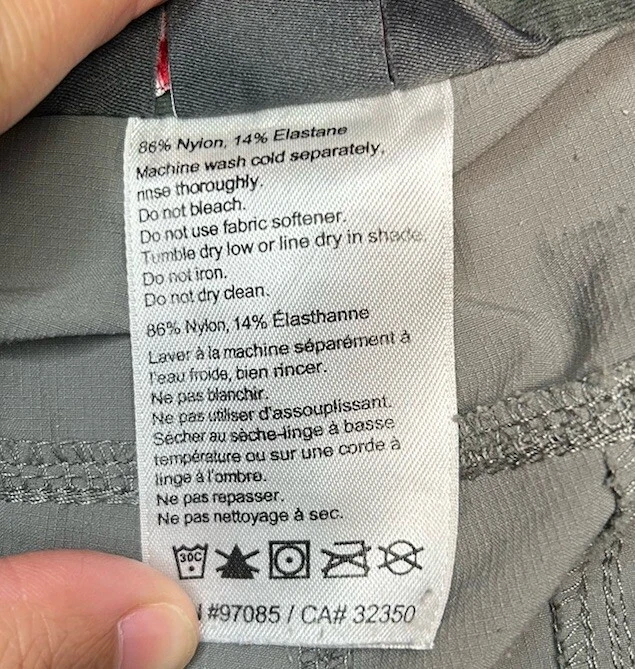 86% Nylon, 14% Elastane
Machine wash cold separately,
rinse thoroughly.
Do not bleach.
Do not use fabric softener.
Tumble dry low or line dry in shade.
Do not iron.
Do not dry clean.
86% Nylon, 14% Élasthanne
Laver à la machine séparément à
l'eau froide, bien rincer.
Ne pas blanchir.
Ne pas utiliser d'assouplissant.
Sécher au sèche-linge à basse
température ou sur une corde à
linge à l'ombre.
Ne pas repasser.
Ne pas nettoyage à sec.
30C
#97085 / CA# 32350